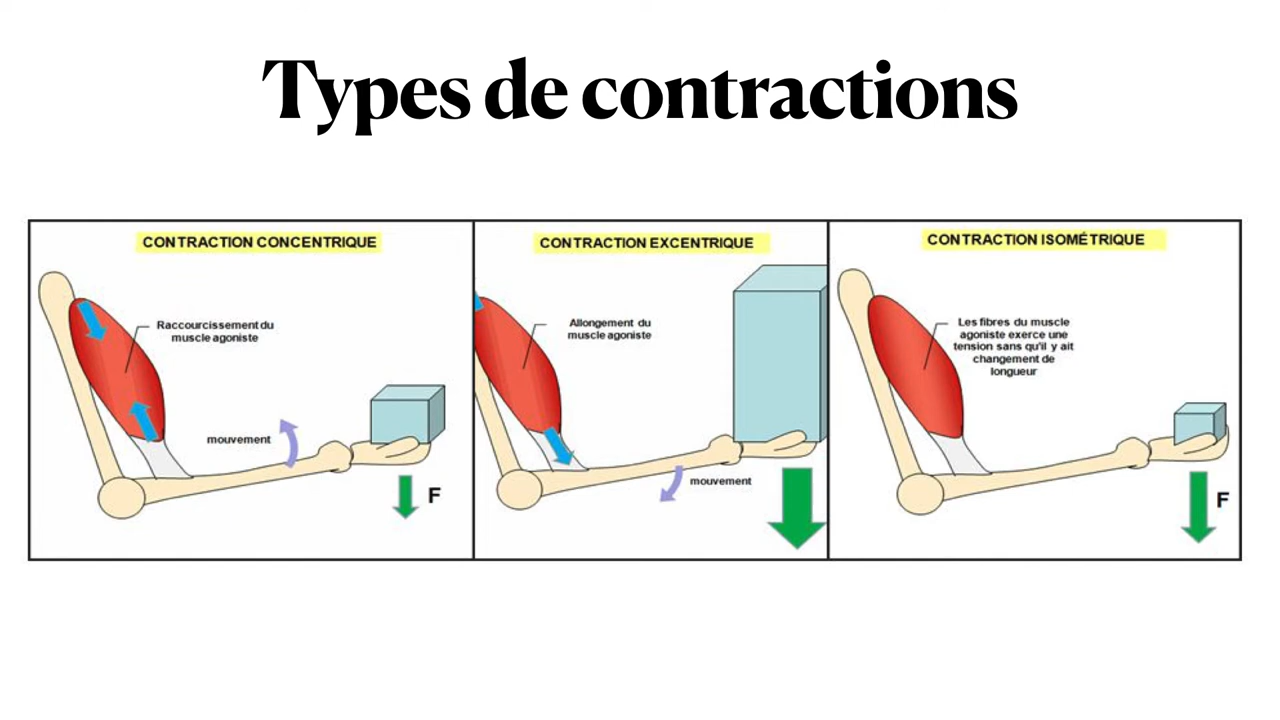 Types de contractions
CONTRACTION CONCENTRIQUE
Raccourcissement du
muscle agoniste
mouvement
F
CONTRACTION EXCENTRIQUE
Allongement du
muscle agoniste
mouvement
CONTRACTION ISOMÉTRIQUE
Les fibres du muscle
agoniste exerce une
tension sans qu'il y ait
changement de
longueur
F